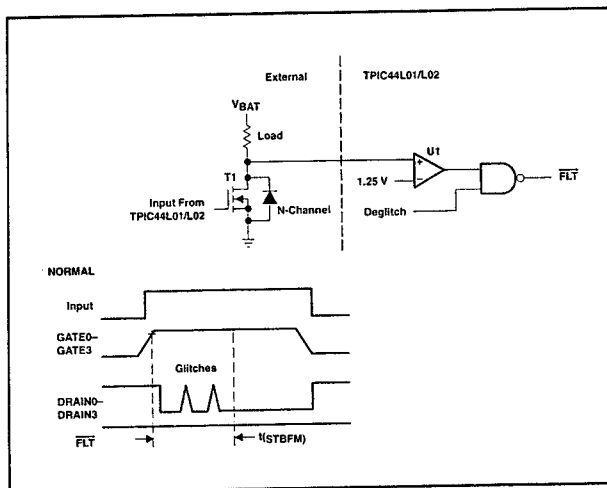 External
TPIC44L01/L02
VBAT
Load
T1
U1
+
−
1.25 V
FLT
Input From
TPIC44L01/L02
N-Channel
Deglitch
NORMAL
Input
GATE0–
GATE3
Glitches
DRAIN0–
DRAIN3
FLT
t(STBFM)